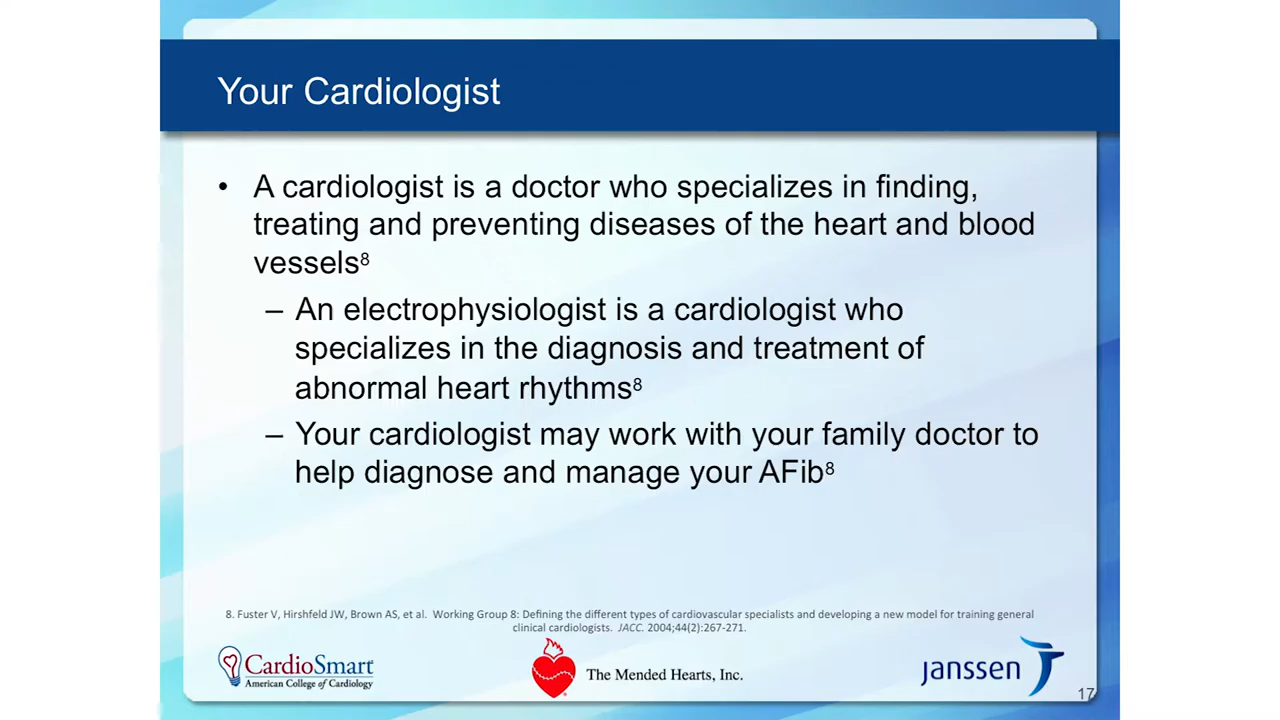 Your Cardiologist
• A cardiologist is a doctor who specializes in finding,
treating and preventing diseases of the heart and blood
vessels8
– An electrophysiologist is a cardiologist who
specializes in the diagnosis and treatment of
abnormal heart rhythms8
– Your cardiologist may work with your family doctor to
help diagnose and manage your AFib8
8. Fuster V, Hirshfeld JW, Brown AS, et al. Working Group 8: Defining the different types of cardiovascular specialists and developing a new model for training general
clinical cardiologists. JACC. 2004;44(2):267-271.
CardioSmart
American College of Cardiology
The Mended Hearts, Inc.
janssen
17